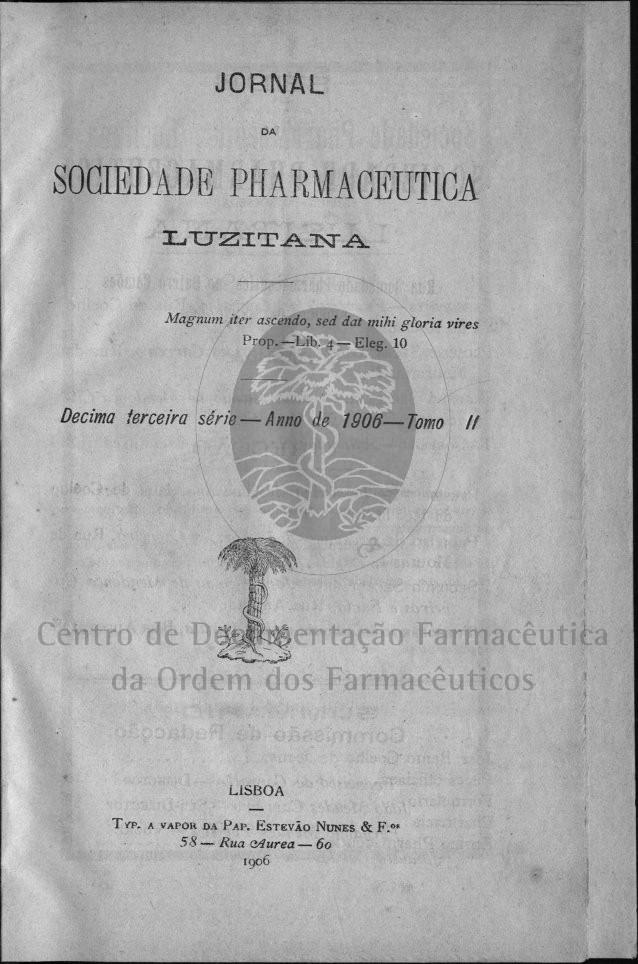 JORNAL
DA
SOCIEDADE PHARMACEUTICA
LUZITANA
Magnum iter ascendo, sed dat mihi gloria vires
Prop.—Lib. 4—Eleg. 10
Decima terceira série—Anno de 1906—Tomo II
Centro de Documentação Farmacêutica
da Ordem dos Farmacêuticos
LISBOA
TYP. A VAPOR DA PAP. ESTEVÃO NUNES & F.os
58—Rua Aurea—60
1906